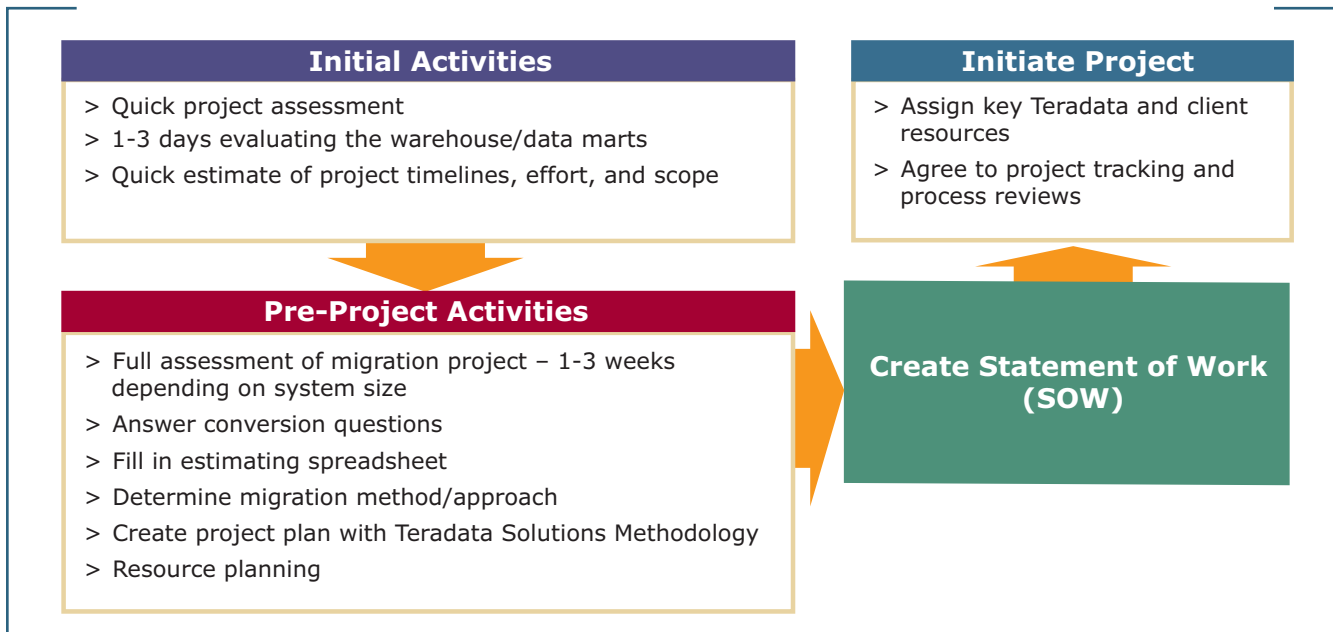 Initial Activities
> Quick project assessment
> 1-3 days evaluating the warehouse/data marts
> Quick estimate of project timelines, effort, and scope
Initiate Project
> Assign key Teradata and client
resources
> Agree to project tracking and
process reviews
Pre-Project Activities
> Full assessment of migration project – 1-3 weeks
depending on system size
> Answer conversion questions
> Fill in estimating spreadsheet
> Determine migration method/approach
> Create project plan with Teradata Solutions Methodology
> Resource planning
Create Statement of Work
(SOW)